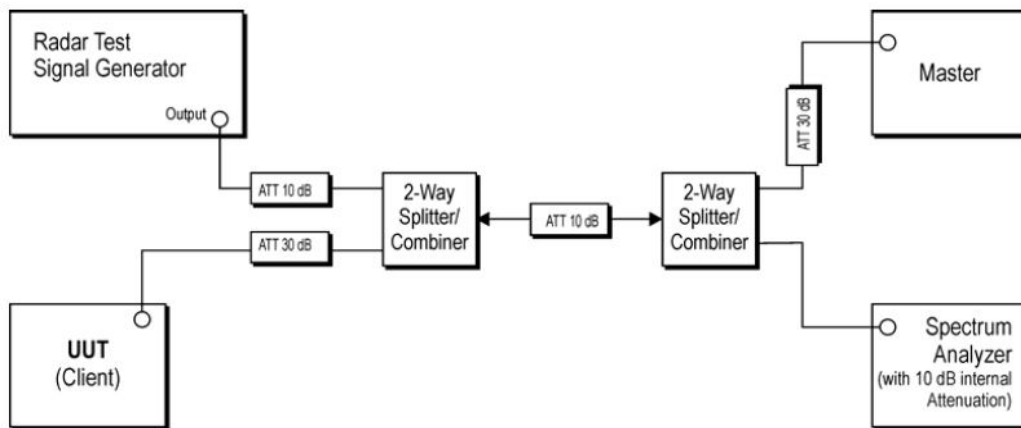 Radar Test
Signal Generator
Output
ATT 10 dB
ATT 30 dB
UUT
(Client)
2-Way
Splitter/
Combiner
ATT 10 dB
2-Way
Splitter/
Combiner
ATT 30 dB
Master
Spectrum
Analyzer
(with 10 dB internal
Attenuation)